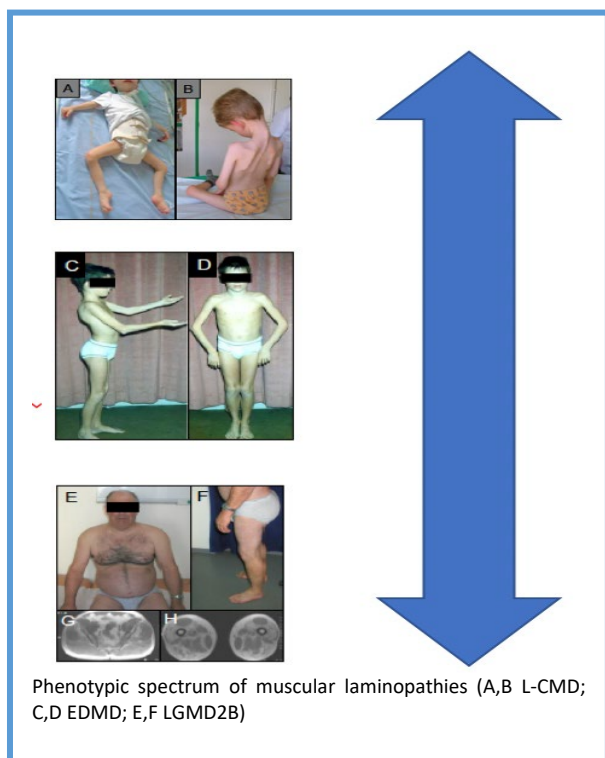 A B
C D
E F
G H
Phenotypic spectrum of muscular laminopathies (A,B L-CMD;
C,D EDMD; E,F LGMD2B)